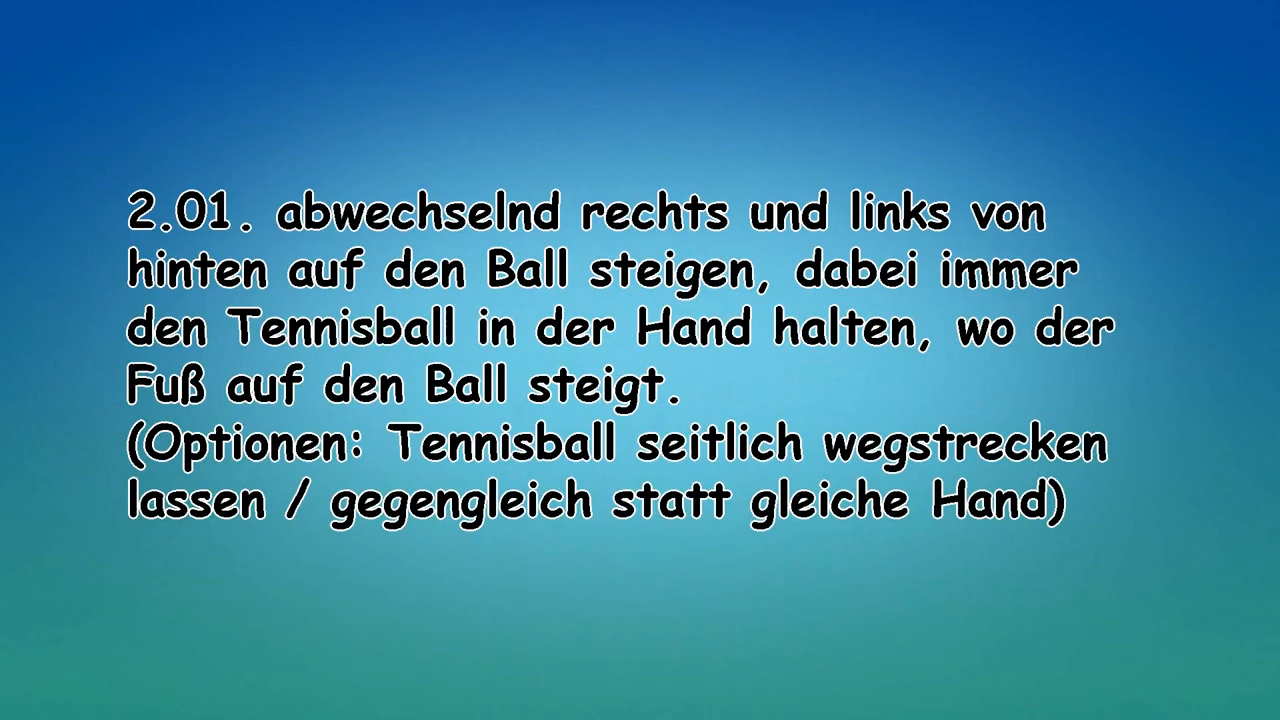 2.01. abwechselnd rechts und links von
hinten auf den Ball steigen, dabei immer
den Tennisball in der Hand halten, wo der
Fuß auf den Ball steigt.
(Optionen: Tennisball seitlich wegstrecken
lassen / gegengleich statt gleiche Hand)